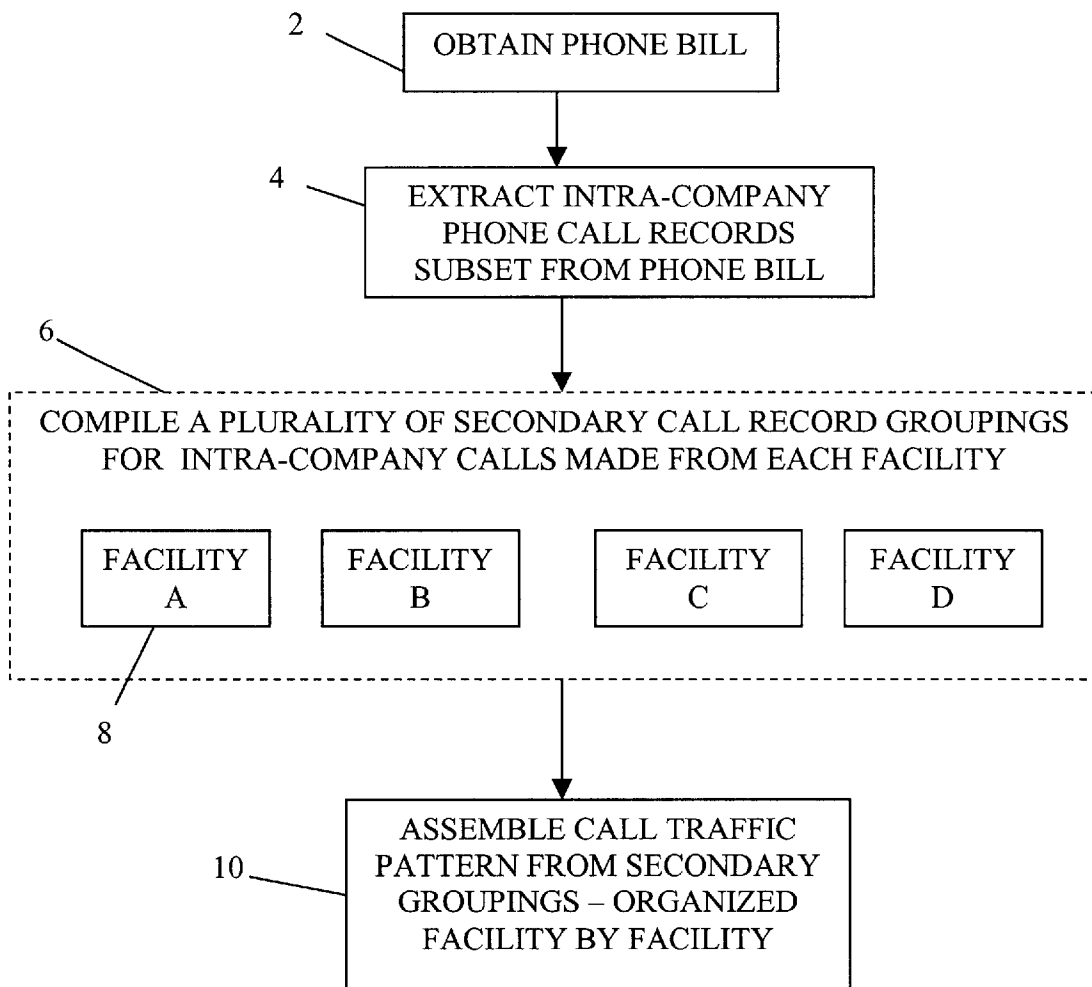 2
OBTAIN PHONE BILL
4
EXTRACT INTRA-COMPANY
PHONE CALL RECORDS
SUBSET FROM PHONE BILL
6
COMPILE A PLURALITY OF SECONDARY CALL RECORD GROUPINGS
FOR INTRA-COMPANY CALLS MADE FROM EACH FACILITY
FACILITY
A
FACILITY
B
FACILITY
C
FACILITY
D
8
10
ASSEMBLE CALL TRAFFIC
PATTERN FROM SECONDARY
GROUPINGS – ORGANIZED
FACILITY BY FACILITY